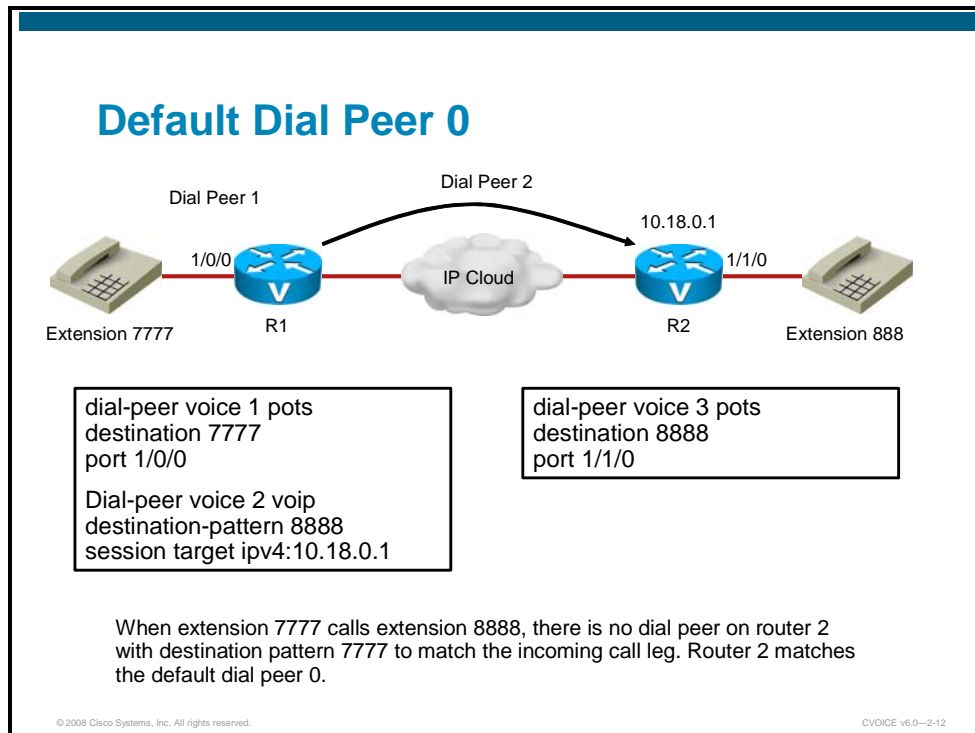 Default Dial Peer 0
Dial Peer 1
Dial Peer 2
10.18.0.1
1/0/0
IP Cloud
1/1/0
V
V
Extension 7777
R1
R2
Extension 888
dial-peer voice 1 pots
destination 7777
port 1/0/0
Dial-peer voice 2 voip
destination-pattern 8888
session target ipv4:10.18.0.1
dial-peer voice 3 pots
destination 8888
port 1/1/0
When extension 7777 calls extension 8888, there is no dial peer on router 2
with destination pattern 7777 to match the incoming call leg. Router 2 matches
the default dial peer 0.
© 2008 Cisco Systems, Inc. All rights reserved.
CVOICE v6.0—2-12